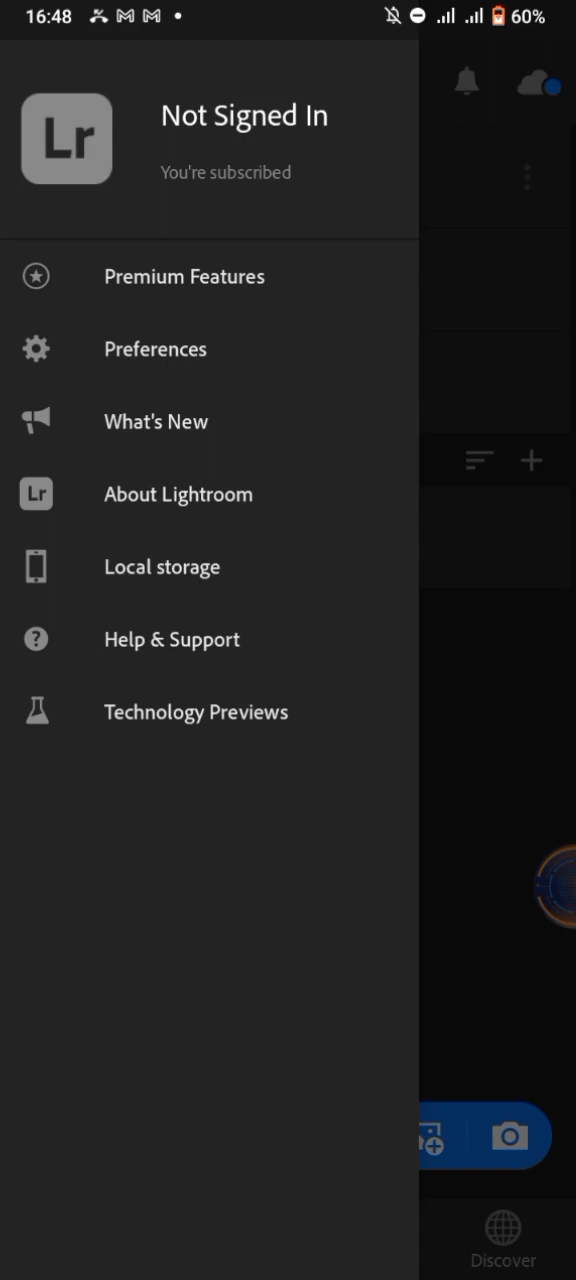 16:48
60%
Lr
Not Signed In
You're subscribed
Premium Features
Preferences
What's New
Lr
About Lightroom
Local storage
Help & Support
Technology Previews
Discover